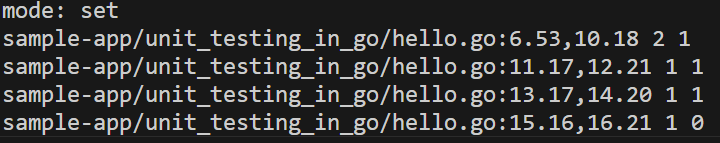 mode: set
sample-app/unit_testing_in_go/hello.go:6.53,10.18 2 1
sample-app/unit_testing_in_go/hello.go:11.17,12.21 1 1
sample-app/unit_testing_in_go/hello.go:13.17,14.20 1 1
sample-app/unit_testing_in_go/hello.go:15.16,16.21 1 0